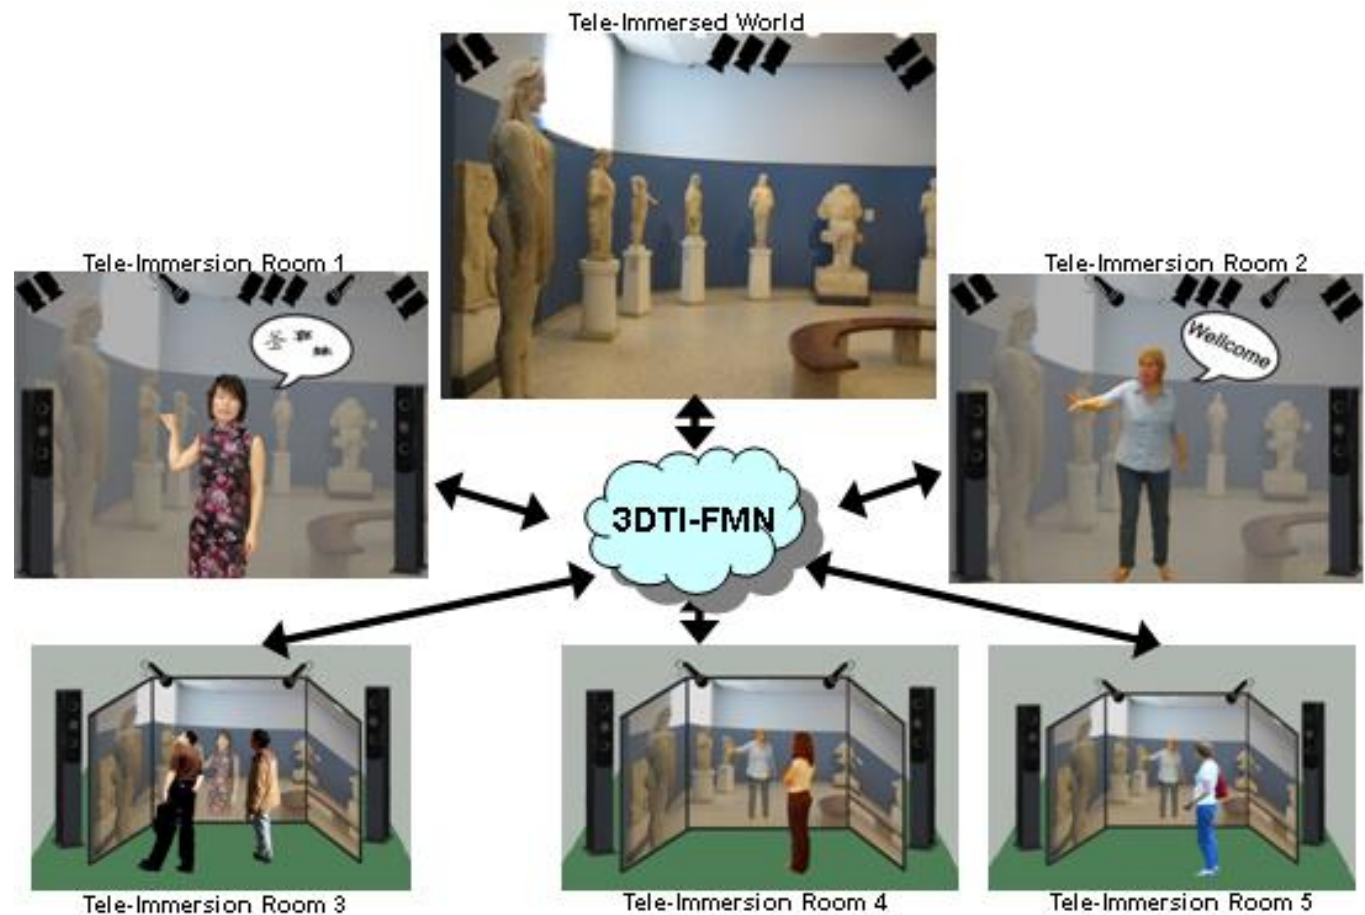 Tele-Immersed World
Tele-Immersion Room 1
Tele-Immersion Room 2
Wellcome
3DTI-FMN
Tele-Immersion Room 3
Tele-Immersion Room 4
Tele-Immersion Room 5